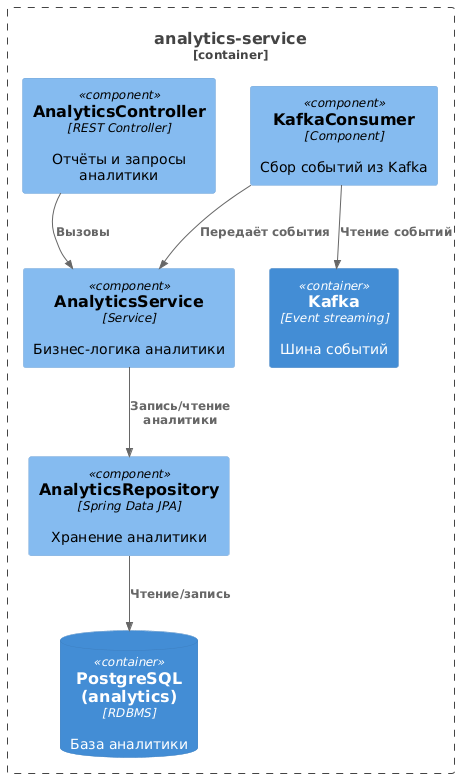 analytics-service
[container]
«component»
AnalyticsController
[REST Controller]
Отчёты и запросы
аналитики
«component»
KafkaConsumer
[Component]
Сбор событий из Kafka
Вызовы
Передаёт события
Чтение событий
«component»
AnalyticsService
[Service]
Бизнес-логика аналитики
«container»
Kafka
[Event streaming]
Шина событий
Запись/чтение
аналитики
«component»
AnalyticsRepository
[Spring Data JPA]
Хранение аналитики
Чтение/запись
«container»
PostgreSQL
(analytics)
[RDBMS]
База аналитики